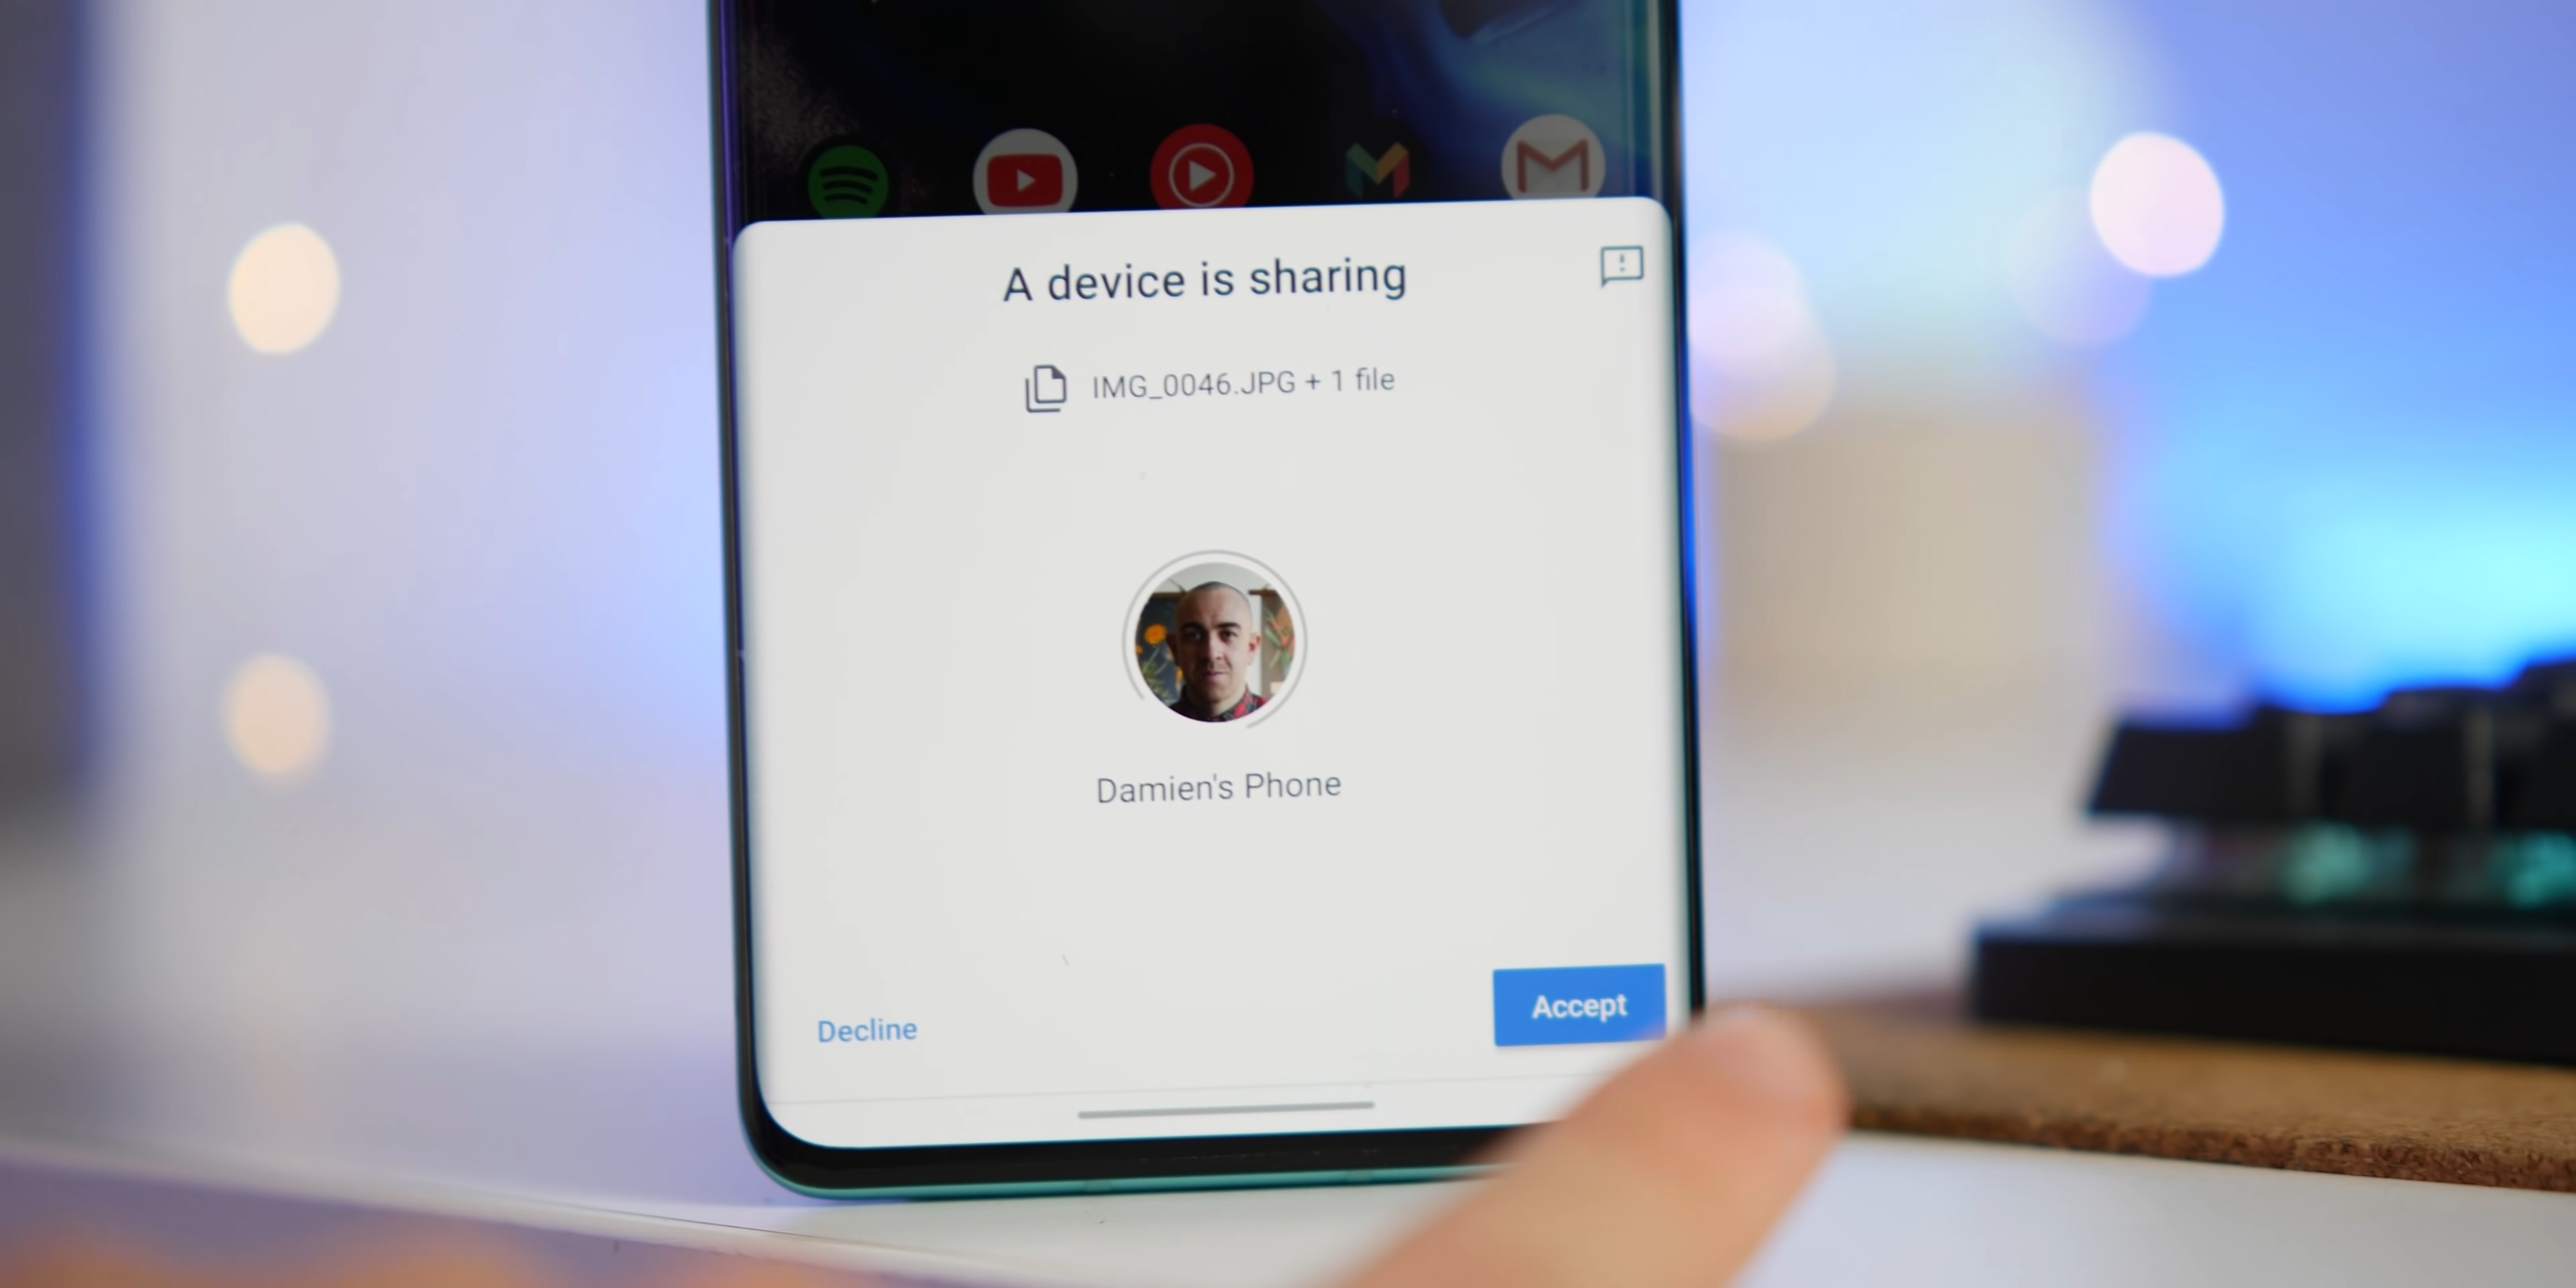 A device is sharing
IMG_0046.JPG + 1 file
Damien's Phone
Decline
Accept